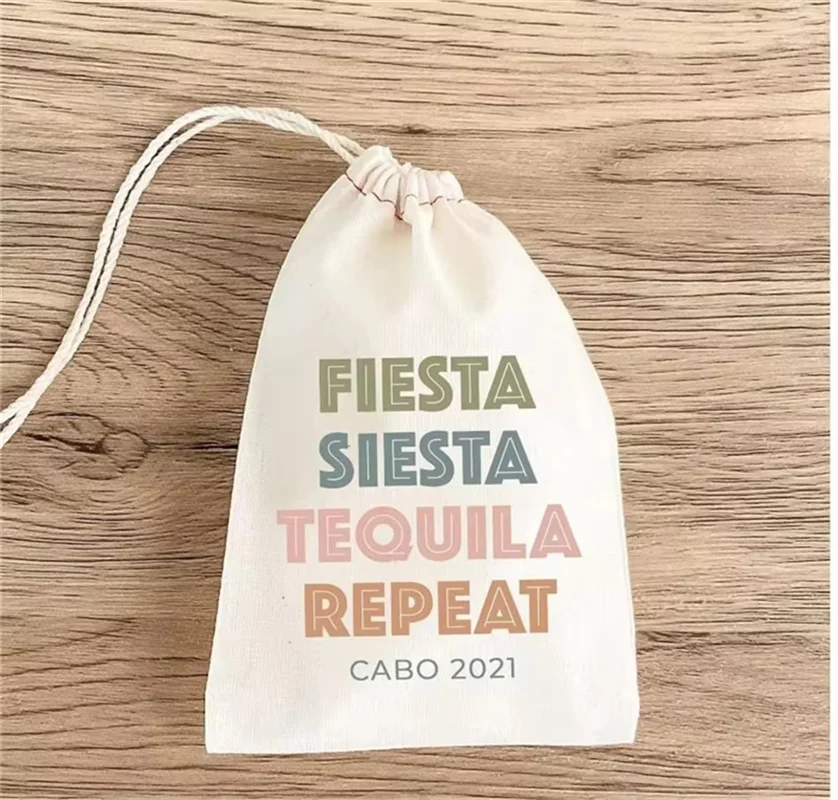 FIESTA
SIESTA
TEQUILA
REPEAT
CABO 2021